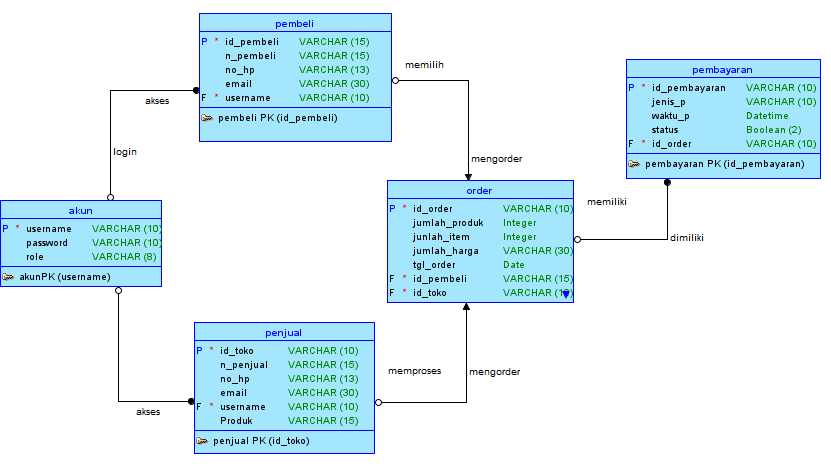 pembeli
P * id_pembeli VARCHAR (15)
n_pembeli VARCHAR (15)
no_hp VARCHAR (13)
email VARCHAR (30)
F * username VARCHAR (10)
pembeli PK (id_pembeli)
memilih
mengorder
akses
login
pembayaran
P * id_pembayaran VARCHAR (10)
jenis_p VARCHAR (10)
waktu_p Datetime
status Boolean (2)
F * id_order VARCHAR (10)
pembayaran PK (id_pembayaran)
memiliki
dimiliki
akun
P * username VARCHAR (10)
password VARCHAR (10)
role VARCHAR (8)
akunPK (username)
order
P * id_order VARCHAR (10)
jumlah_produk Integer
junlah_item Integer
jumlah_harga VARCHAR (30)
tgl_order Date
F * id_pembeli VARCHAR (15)
F * id_toko VARCHAR (10)
penjual
P * id_toko VARCHAR (10)
n_penjual VARCHAR (15)
no_hp VARCHAR (13)
email VARCHAR (30)
F * username VARCHAR (10)
Produk VARCHAR (15)
penjual PK (id_toko)
akses
memproses
mengorder